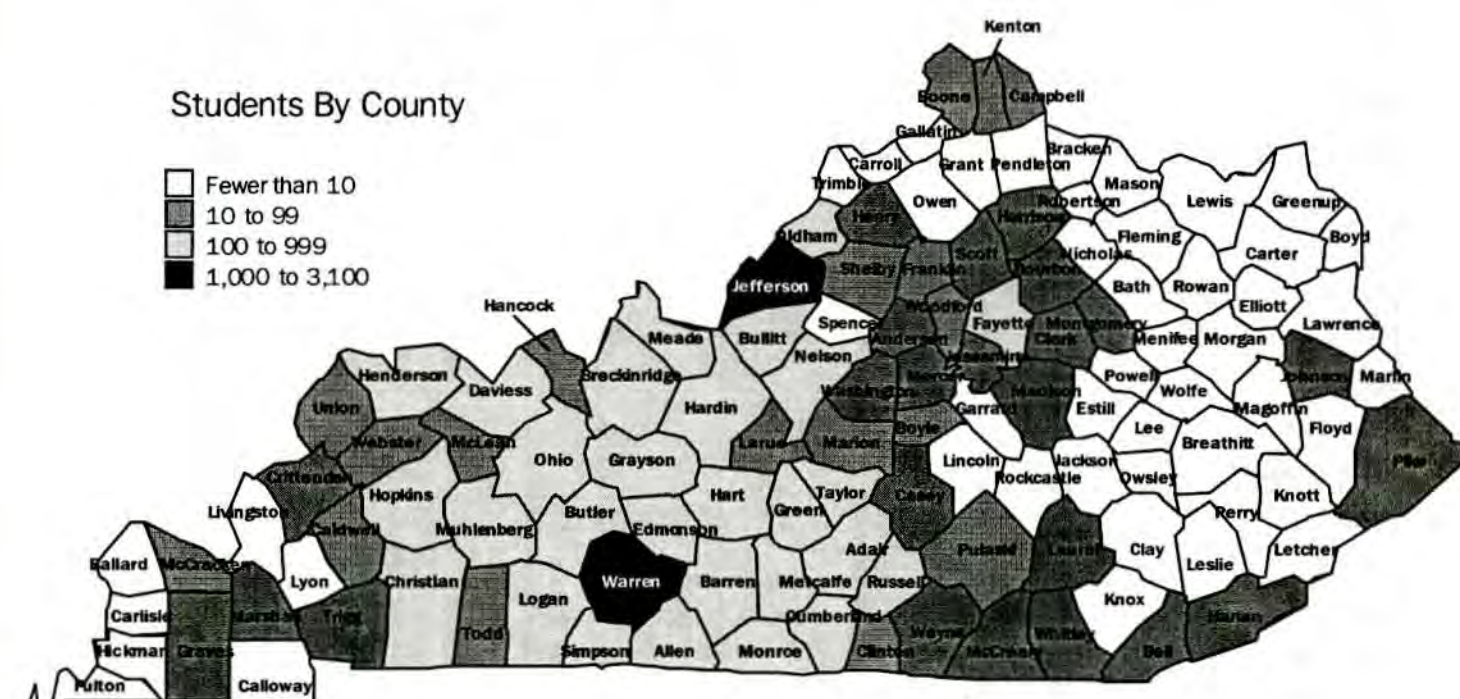 Kenton
Students By County
Boone
Campbell
Gallatin
Bracken
Carroll
Grant
Pendleton
Fewer than 10
Trimble
Mason
10 to 99
Owen
Robertson
Lewis
Greenup
Henry
Harrison
100 to 999
Oldham
Fleming
Boyd
Scott
Nicholas
Carter
1,000 to 3,100
Shelby
Franklin
Bourbon
Jefferson
Bath
Rowan
Hancock
Woodford
Elliott
Spencer
Fayette
Montgomery
Lawrence
Meade
Bullitt
Anderson
Clark
Menifee
Morgan
Nelson
Jessamine
Henderson
Breckinridge
Mercer
Powell
Johnson
Martin
Daviess
Washington
Madison
Wolfe
Union
Hardin
Garrard
Estill
Magoffin
Webster
McLean
Larue
Marion
Boyle
Lee
Breathitt
Floyd
Ohio
Grayson
Lincoln
Jackson
Pike
Crittenden
Rockcastle
Owsley
Hopkins
Hart
Taylor
Casey
Knott
Livingston
Butler
Green
Perry
Caldwell
Muhlenberg
Edmonson
Ballard
McCracken
Adair
Pulaski
Laurel
Clay
Letcher
Lyon
Christian
Warren
Barren
Metcalfe
Russell
Leslie
Logan
Knox
Carlisle
Marshall
Trigg
Cumberland
Harlan
Todd
Wayne
Whitley
Hickman
Graves
Simpson
Allen
Monroe
Clinton
McCreary
Bell
Fulton
Calloway